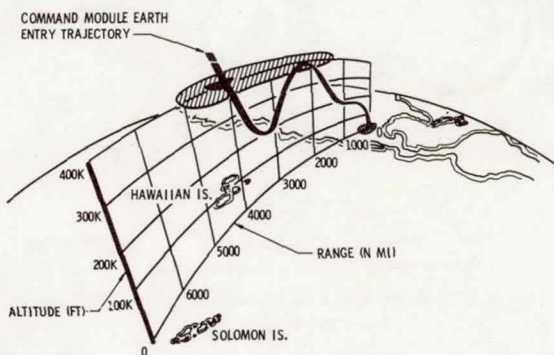 COMMAND MODULE EARTH
ENTRY TRAJECTORY
400K
300K
200K
100K
0
ALTITUDE (FT)
HAWAIIAN IS.
SOLOMON IS.
1000
2000
3000
4000
5000
6000
RANGE (N MI)